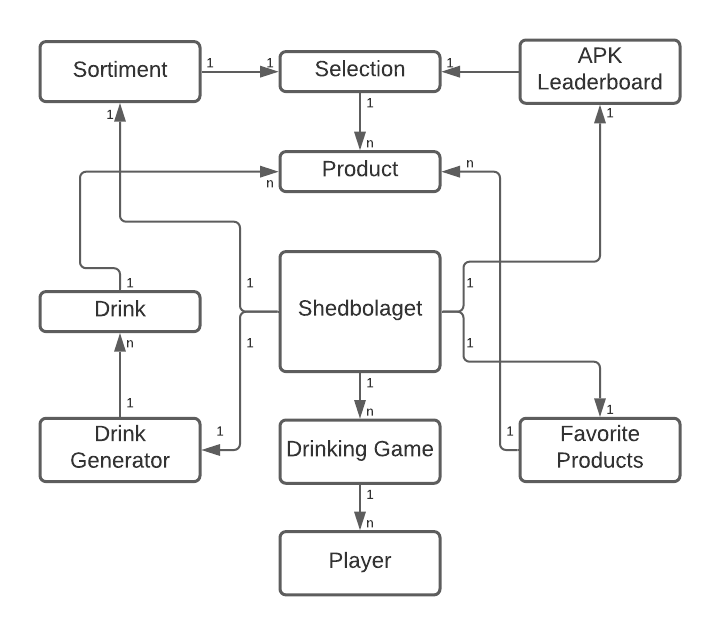 Sortiment
1
1
Selection
1
APK
Leaderboard
1
1
1
n
Product
n
n
1
Drink
1
Shedbolaget
1
n
1
1
1
n
1
Drink
Generator
1
Drinking Game
1
Favorite
Products
1
1
n
Player